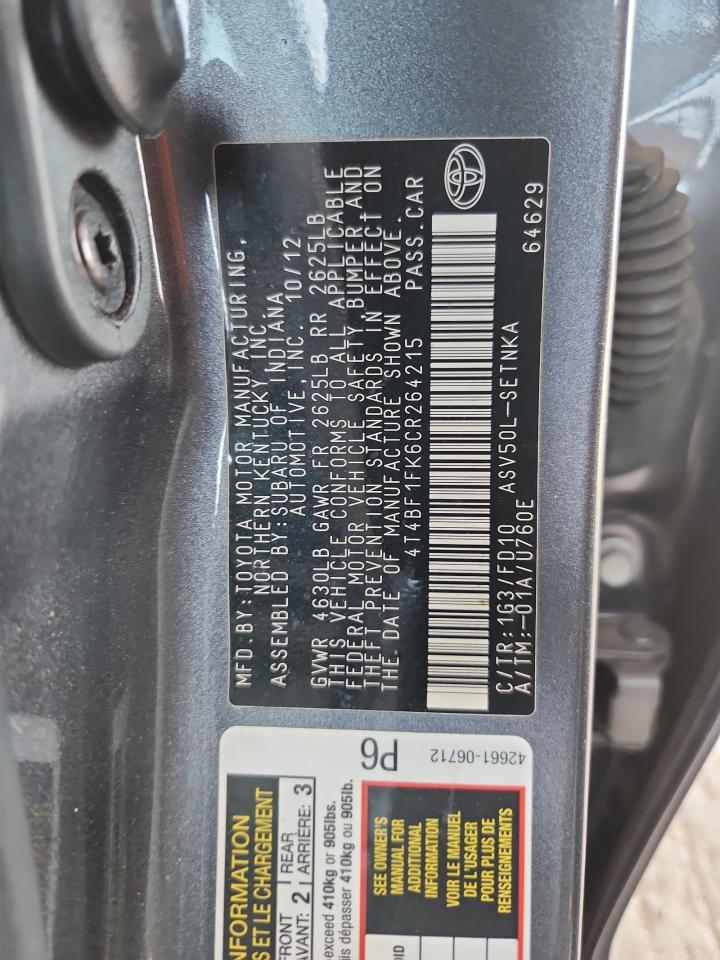 MFD.BY:TOYOTA MOTOR MANUFACTURING,
NORTHERN KENTUCKY,INC.
ASSEMBLED BY:SUBARU OF INDIANA
AUTOMOTIVE,INC. 10/12
GVWR 4630LB GAWR FR 2625LB RR 2625LB
THIS VEHICLE CONFORMS TO ALL APPLICABLE
FEDERAL MOTOR VEHICLE SAFETY,BUMPER,AND
THEFT PREVENTION STANDARDS IN EFFECT ON
THE DATE OF MANUFACTURE SHOWN ABOVE.
4T4BF1FK6CR264215 PASS.CAR
C/TR:1G3/FD10 ASV50L-SETNKA
A/TM:-01A/U760E 64629
P6
42661-06712
INFORMATION
S ET LE CHARGEMENT
FRONT
AVANT: 2
REAR
ARRIÈRE: 3
exceed 410kg or 905lbs.
dépasser 410kg ou 905lb.
SEE OWNER'S
MANUAL FOR
ADDITIONAL
INFORMATION
VOIR LE MANUEL
DE L'USAGER
POUR PLUS DE
RENSEIGNEMENTS